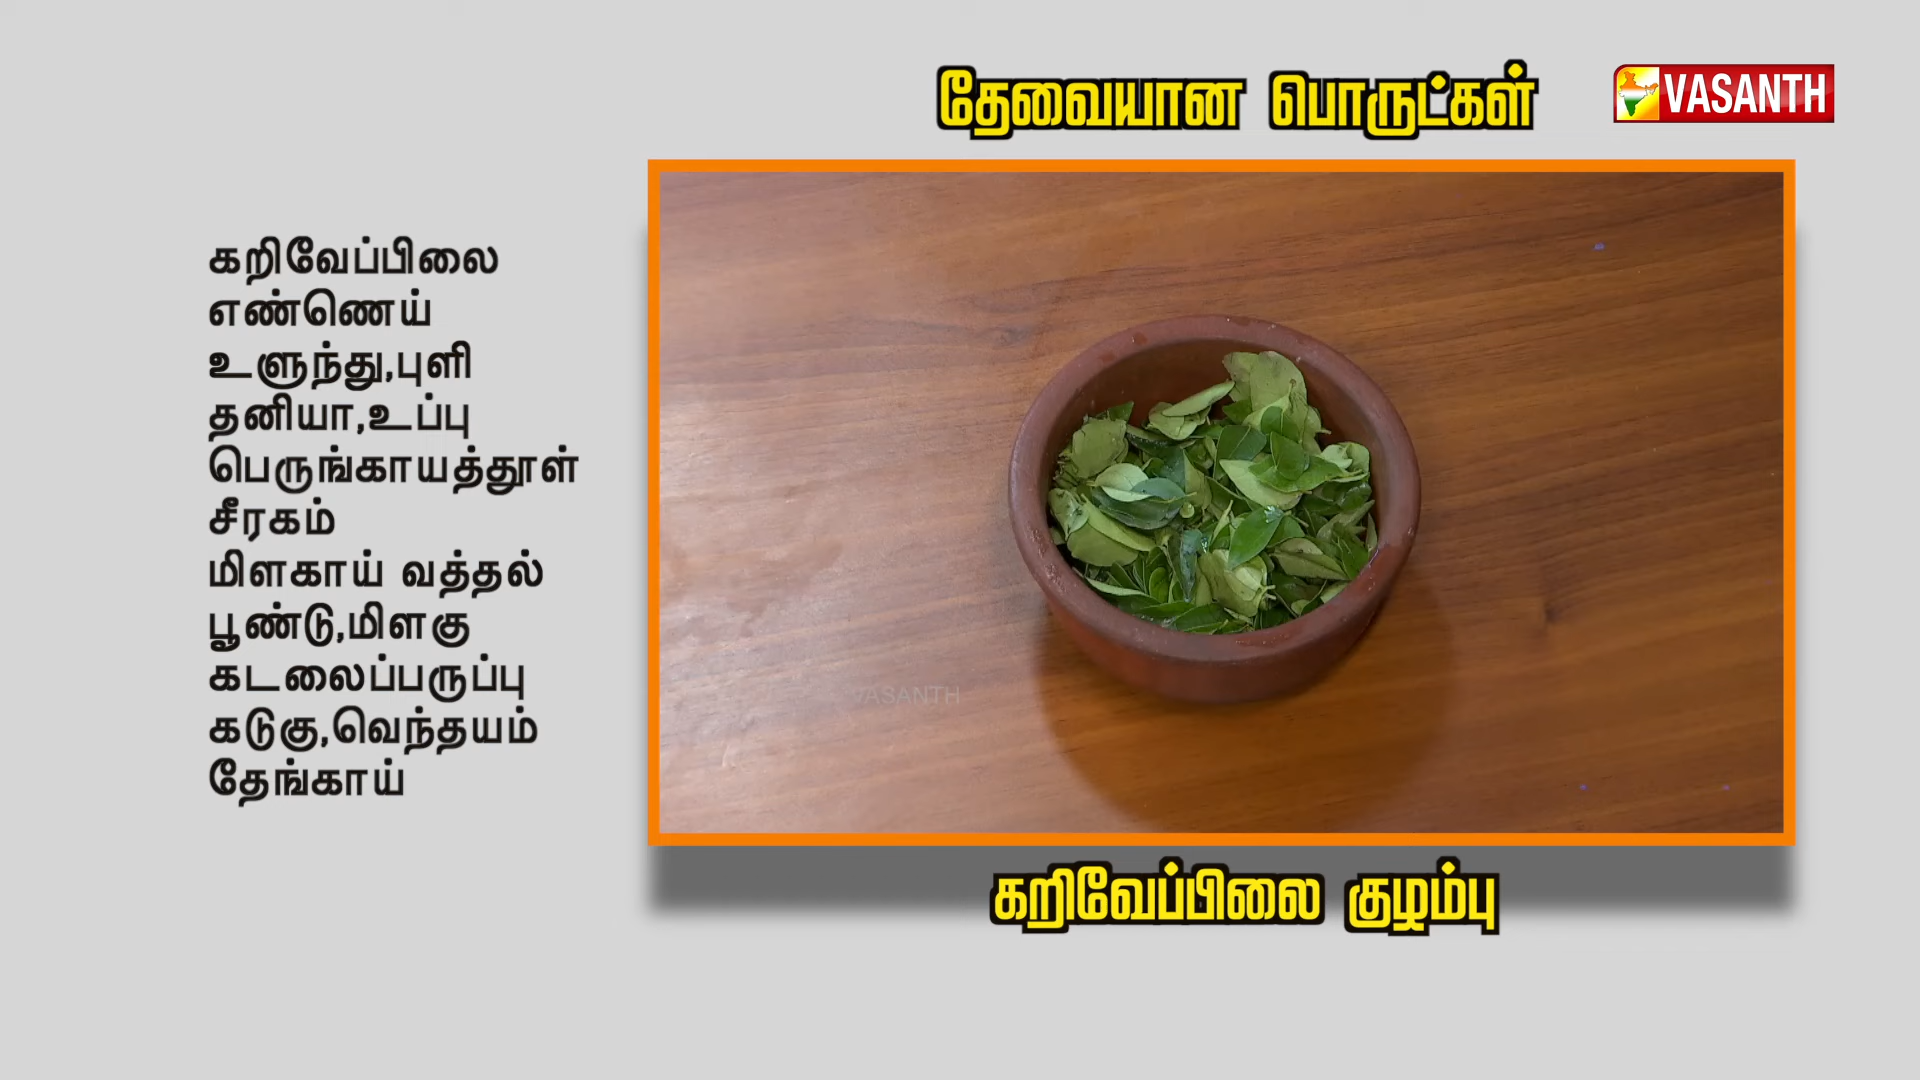 தேவையான பொருட்கள்
VASANTH
கறிவேப்பிலை
எண்ணெய்
உளுந்து,புளி
தனியா,உப்பு
பெருங்காயத்தூள்
சீரகம்
மிளகாய் வத்தல்
பூண்டு,மிளகு
கடலைப்பருப்பு
கடுகு,வெந்தயம்
தேங்காய்
VASANTH
கறிவேப்பிலை குழம்பு